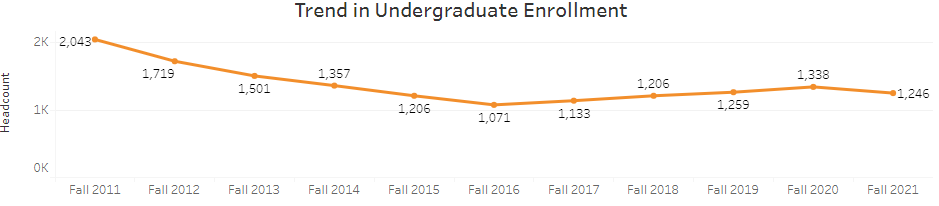 Trend in Undergraduate Enrollment
Headcount
2K
1K
0K
2,043
1,719
1,501
1,357
1,206
1,071
1,133
1,206
1,259
1,338
1,246
Fall 2011 Fall 2012 Fall 2013 Fall 2014 Fall 2015 Fall 2016 Fall 2017 Fall 2018 Fall 2019 Fall 2020 Fall 2021